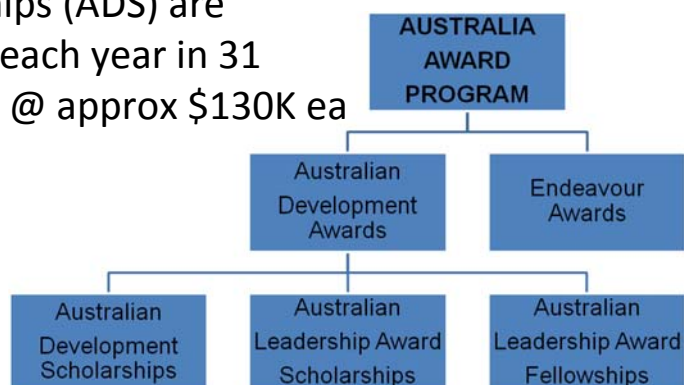 (ADS) are
each year in 31
@ approx $130K ea
AUSTRALIA
AWARD
PROGRAM
Australian
Development
Awards
Endeavour
Awards
Australian
Development
Scholarships
Australian
Leadership Award
Scholarships
Australian
Leadership Award
Fellowships